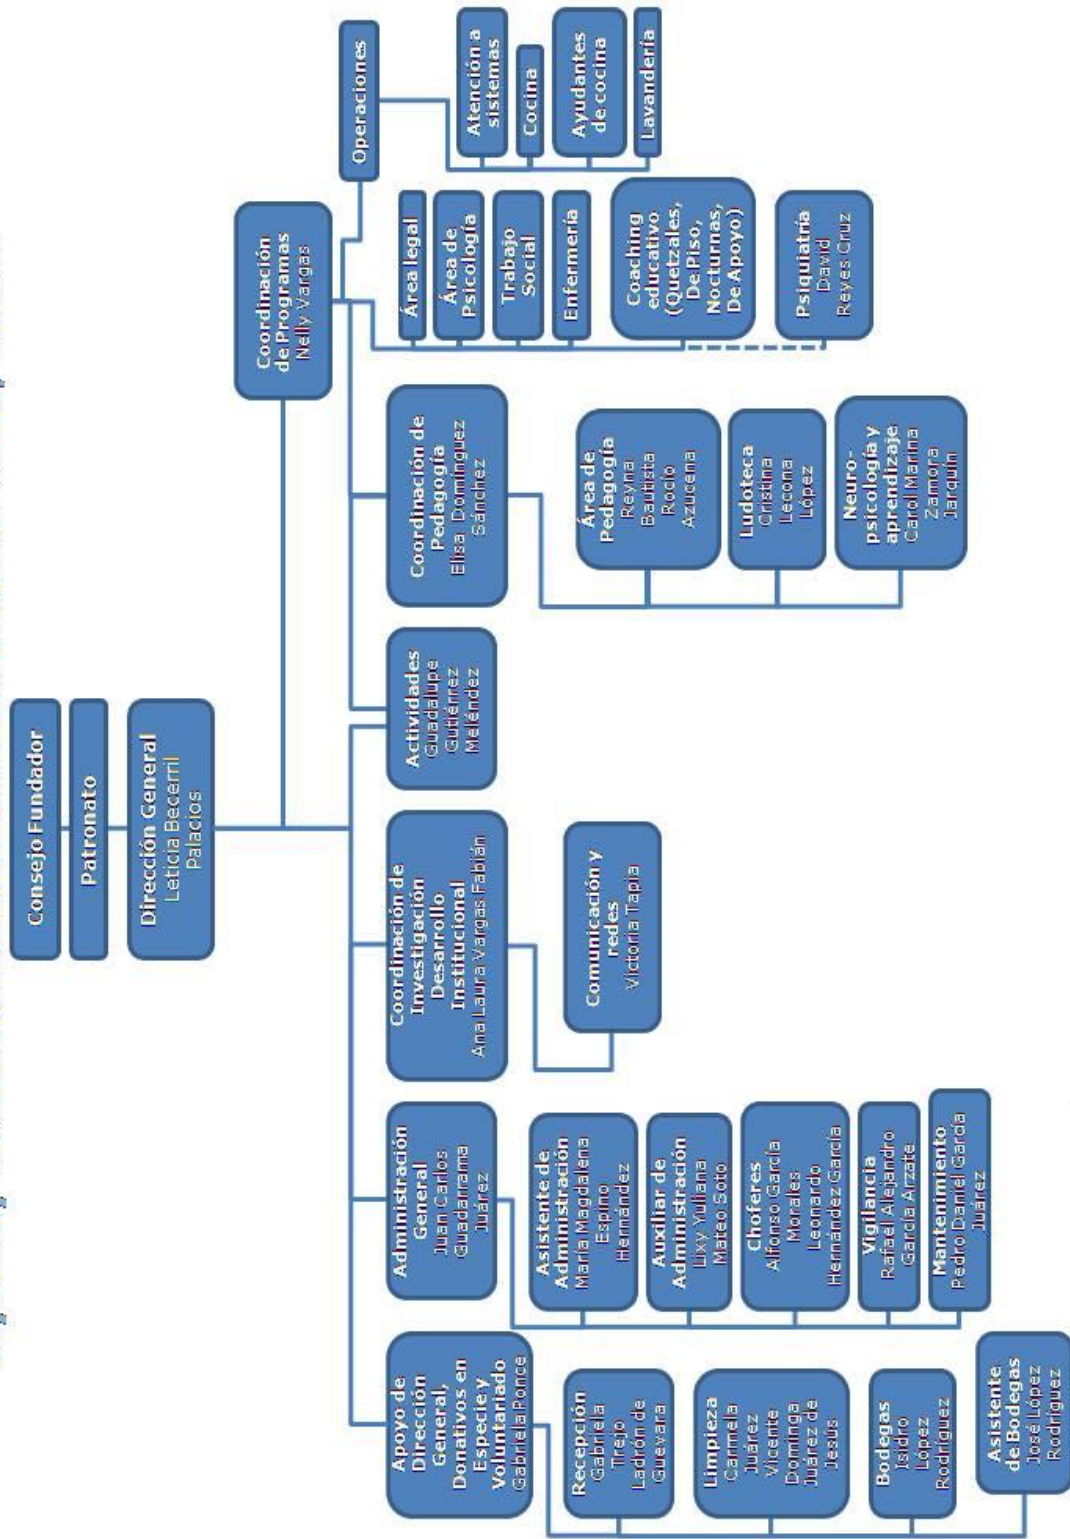 Consejo Fundador
Patronato
Dirección General
Leticia Becerril
Palacios
Coordinación
de Programas
Nelly Vargas
Operaciones
Atención a
sistemas
Cocina
Ayudantes
de cocina
Lavandería
Área legal
Área de
Psicología
Trabajo
Social
Enfermería
Coaching
educativo
(Quetzales,
De Piso,
Nocturnas,
De Apoyo)
Psiquiatría
David
Reyes Cruz
Apoyo de
Dirección
General,
Donativos en
Especie y
Voluntariado
Gabriela Ponce
Recepción
Gabriela
Trejo
Ladrón de
Guevara
Limpieza
Carmela
Juárez
Vicente
Dominga
Juárez de
Jesús
Bodegas
Isidro
López
Rodríguez
Asistente
de Bodegas
José López
Rodríguez
Administración
General
Juan Carlos
Guadarrama
Juárez
Asistente de
Administración
María Magdalena
Espino
Hernández
Auxiliar de
Administración
Lixy Yuliana
Mateo Soto
Choferes
Alfonso García
Morales
Leonardo
Hernández García
Vigilancia
Rafael Alejandro
García Arzate
Mantenimiento
Pedro Daniel García
Juárez
Coordinación de
Investigación
Desarrollo
Institucional
Ana Laura Vargas Fabián
Comunicación y
redes
Victoria Tapia
Actividades
Guadalupe
Gutiérrez
Meléndez
Coordinación de
Pedagogía
Elisa Domínguez
Sánchez
Área de
Pedagogía
Reyna
Bautista
Rocío
Azucena
Ludoteca
Cristina
Lecona
López
Neuro-
psicología y
aprendizaje
Carol Marina
Zamora
Jarquín